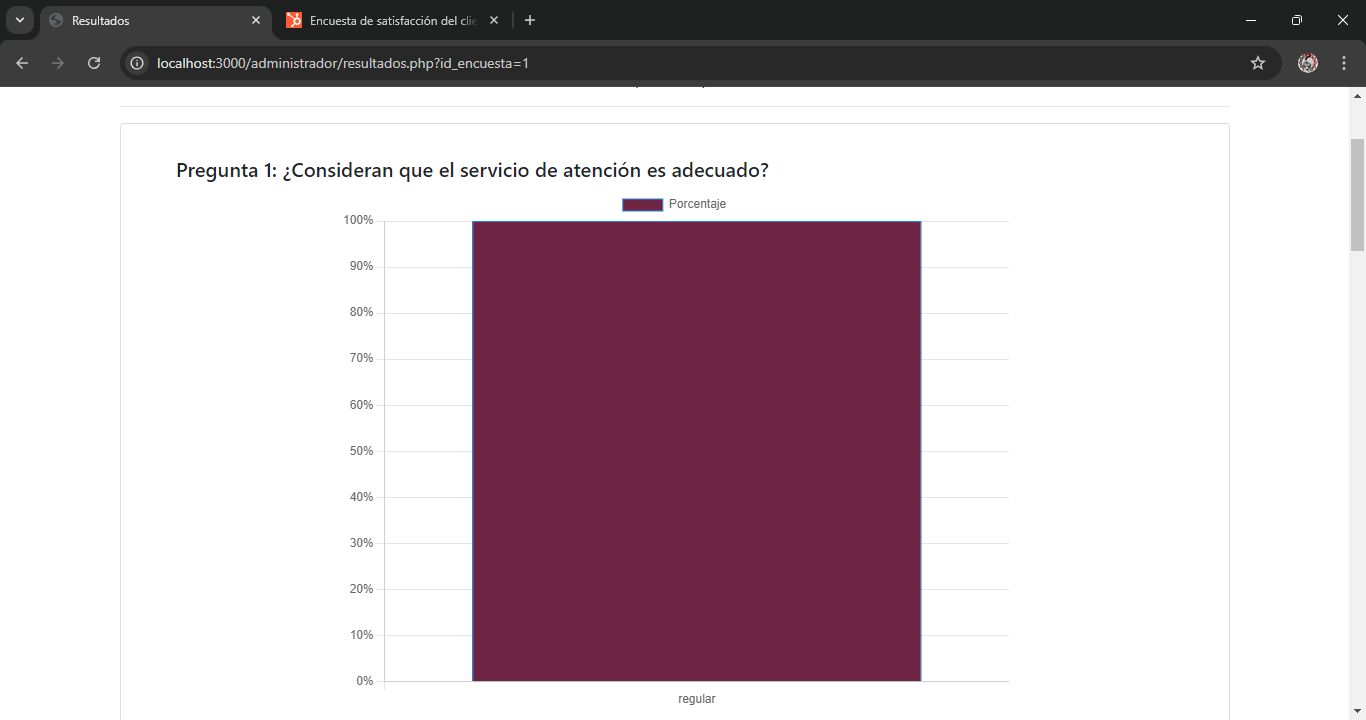 Resultados
Encuesta de satisfacción del clie
localhost:3000/administrador/resultados.php?id_encuesta=1
Pregunta 1: ¿Consideran que el servicio de atención es adecuado?
Porcentaje
100%
90%
80%
70%
60%
50%
40%
30%
20%
10%
0%
regular